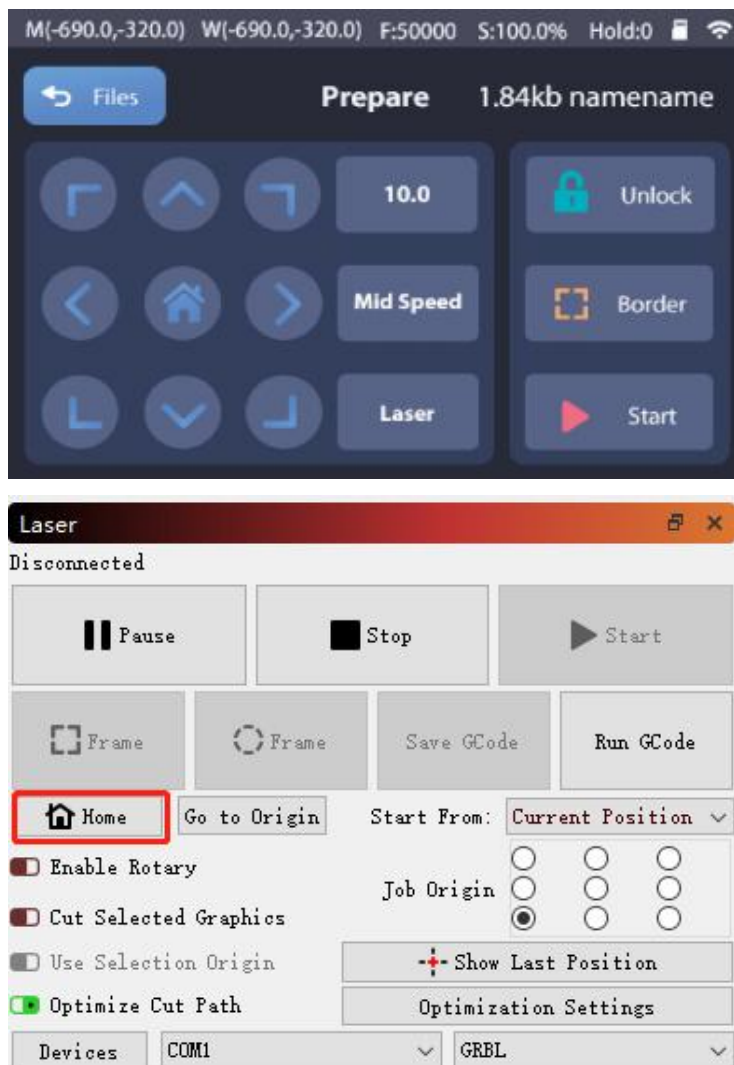 M(-690.0,-320.0) W(-690.0,-320.0) F:50000 S:100.0% Hold:0
Files Prepare 1.84kb namename
10.0 Unlock
Mid Speed Border
Laser Start
Laser
Disconnected
Pause Stop Start
Frame Frame Save GCode Run GCode
Home Go to Origin Start From: Current Position
Enable Rotary
Job Origin
Cut Selected Graphics
Use Selection Origin Show Last Position
Optimize Cut Path Optimization Settings
Devices COM1 GRBL